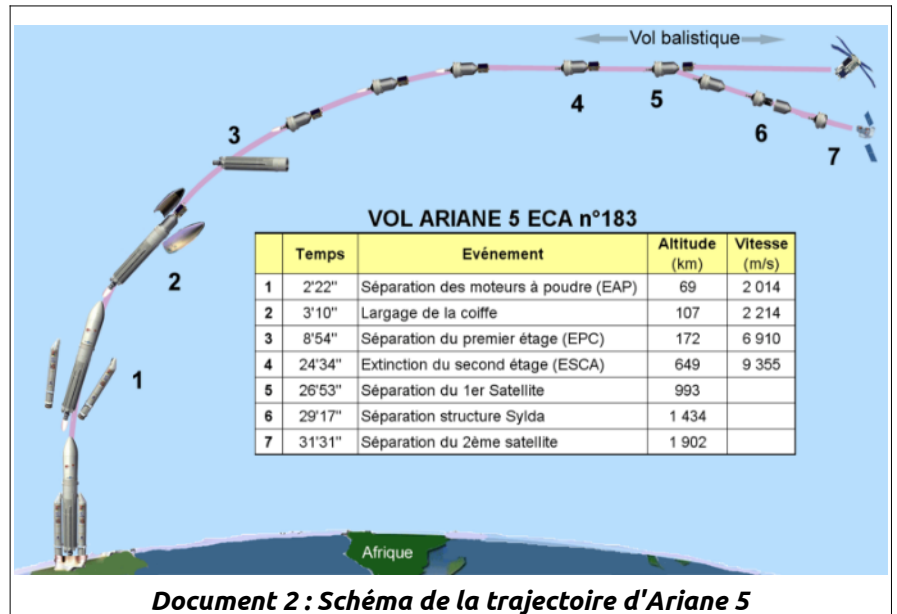 Vol balistique
4
5
6
7
3
2
1
VOL ARIANE 5 ECA n°183
Temps Evénement Altitude (km) Vitesse (m/s)
1 2'22" Séparation des moteurs à poudre (EAP) 69 2 014
2 3'10" Largage de la coiffe 107 2 214
3 8'54" Séparation du premier étage (EPC) 172 6 910
4 24'34" Extinction du second étage (ESCA) 649 9 355
5 26'53" Séparation du 1er Satellite 993
6 29'17" Séparation structure Sylda 1 434
7 31'31" Séparation du 2ème satellite 1 902
Afrique
Document 2 : Schéma de la trajectoire d'Ariane 5